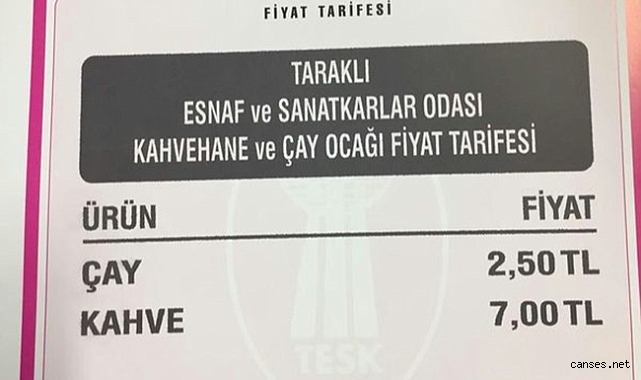 FİYAT TARİFESİ
TARAKLI
ESNAF ve SANATKARLAR ODASI
KAHVEHANE ve ÇAY OCAĞI FİYAT TARİFESİ
ÜRÜN FİYAT
ÇAY 2,50 TL
KAHVE 7,00 TL
TESK
canses.net